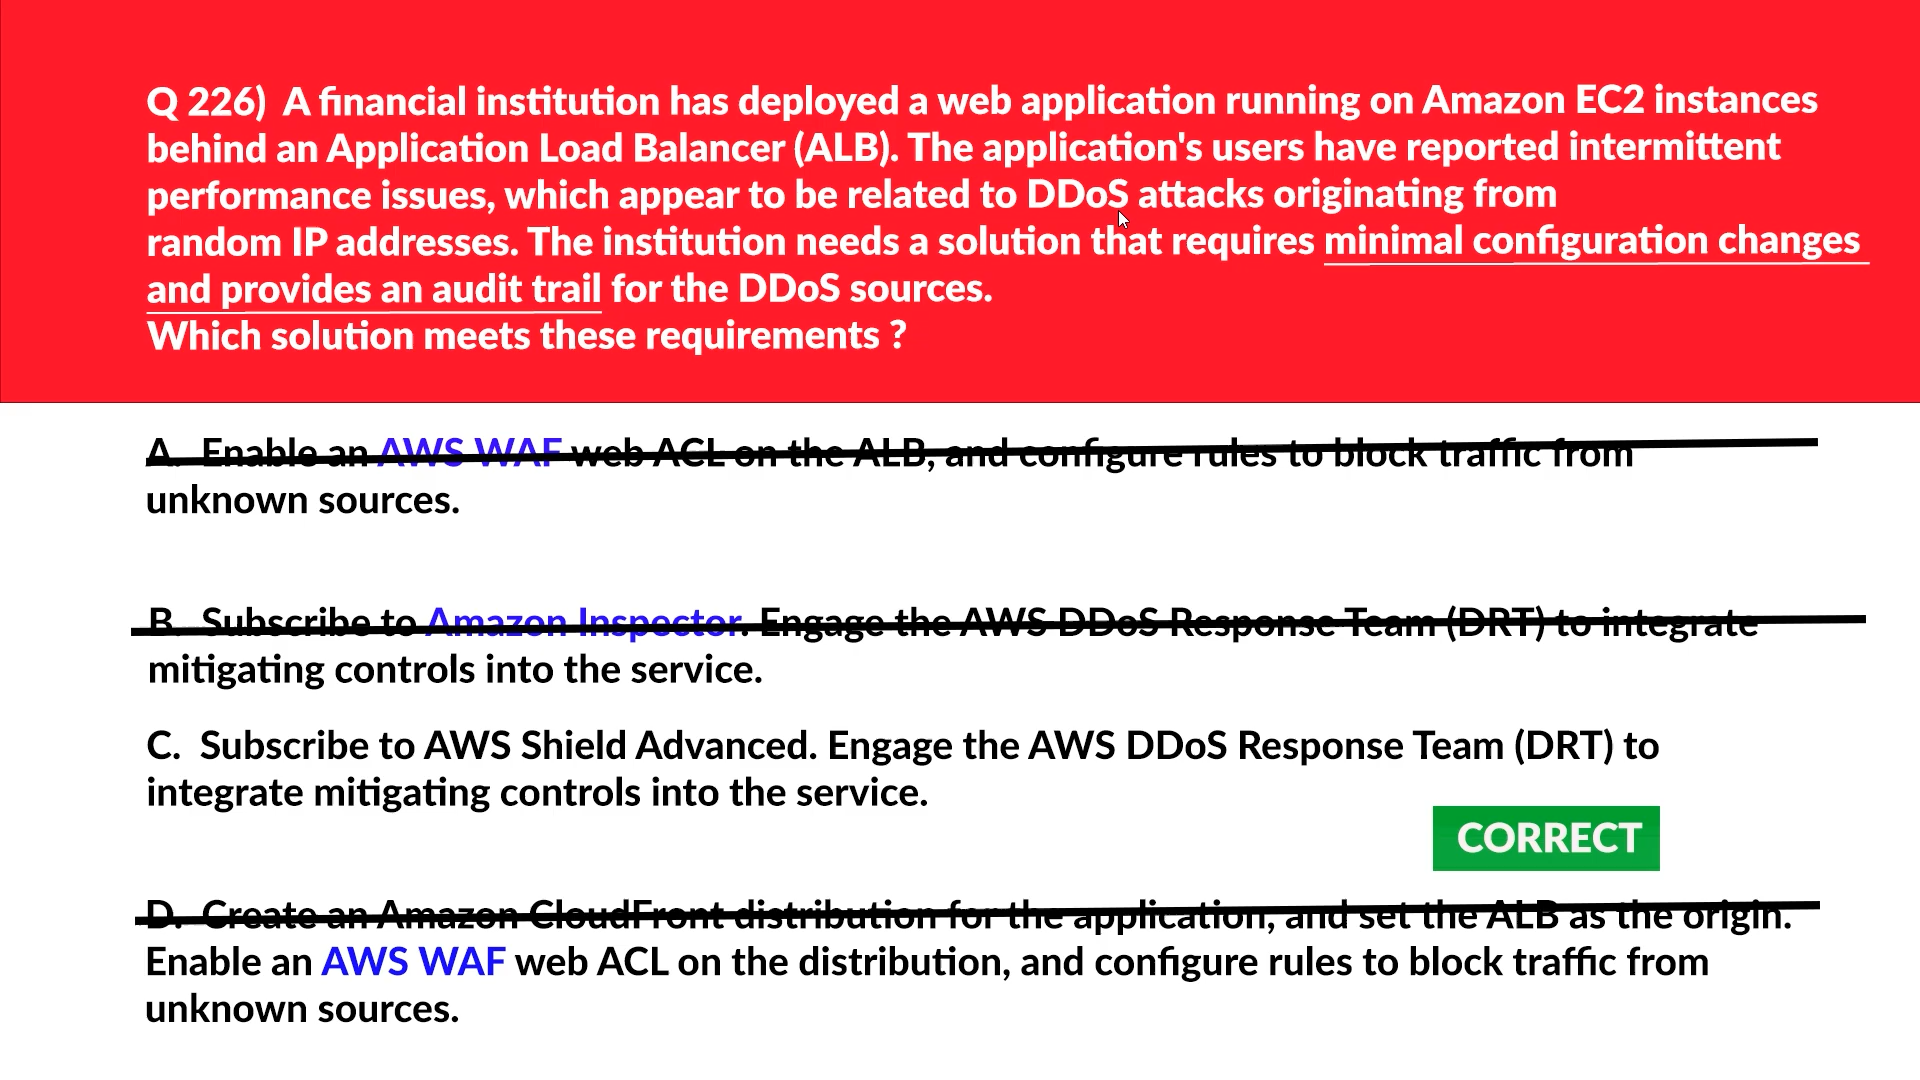 Q 226) A financial institution has deployed a web application running on Amazon EC2 instances
behind an Application Load Balancer (ALB). The application's users have reported intermittent
performance issues, which appear to be related to DDoS attacks originating from
random IP addresses. The institution needs a solution that requires minimal configuration changes
and provides an audit trail for the DDoS sources.
Which solution meets these requirements ?
A. Enable an AWS WAF web ACL on the ALB, and configure rules to block traffic from
unknown sources.
B. Subscribe to Amazon Inspector. Engage the AWS DDoS Response Team (DRT) to integrate
mitigating controls into the service.
C. Subscribe to AWS Shield Advanced. Engage the AWS DDoS Response Team (DRT) to
integrate mitigating controls into the service.
CORRECT
D. Create an Amazon CloudFront distribution for the application, and set the ALB as the origin.
Enable an AWS WAF web ACL on the distribution, and configure rules to block traffic from
unknown sources.